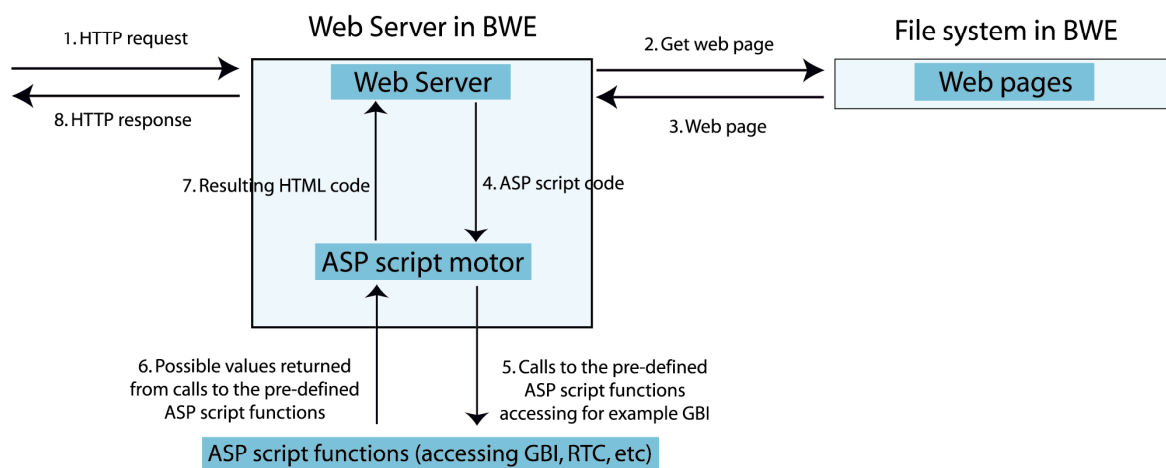 Web Server in BWE
File system in BWE
1. HTTP request
2. Get web page
Web Server
Web pages
8. HTTP response
3. Web page
7. Resulting HTML code
4. ASP script code
ASP script motor
6. Possible values returned
from calls to the pre-defined
ASP script functions
5. Calls to the pre-defined
ASP script functions
accessing for example GBI
ASP script functions (accessing GBI, RTC, etc)